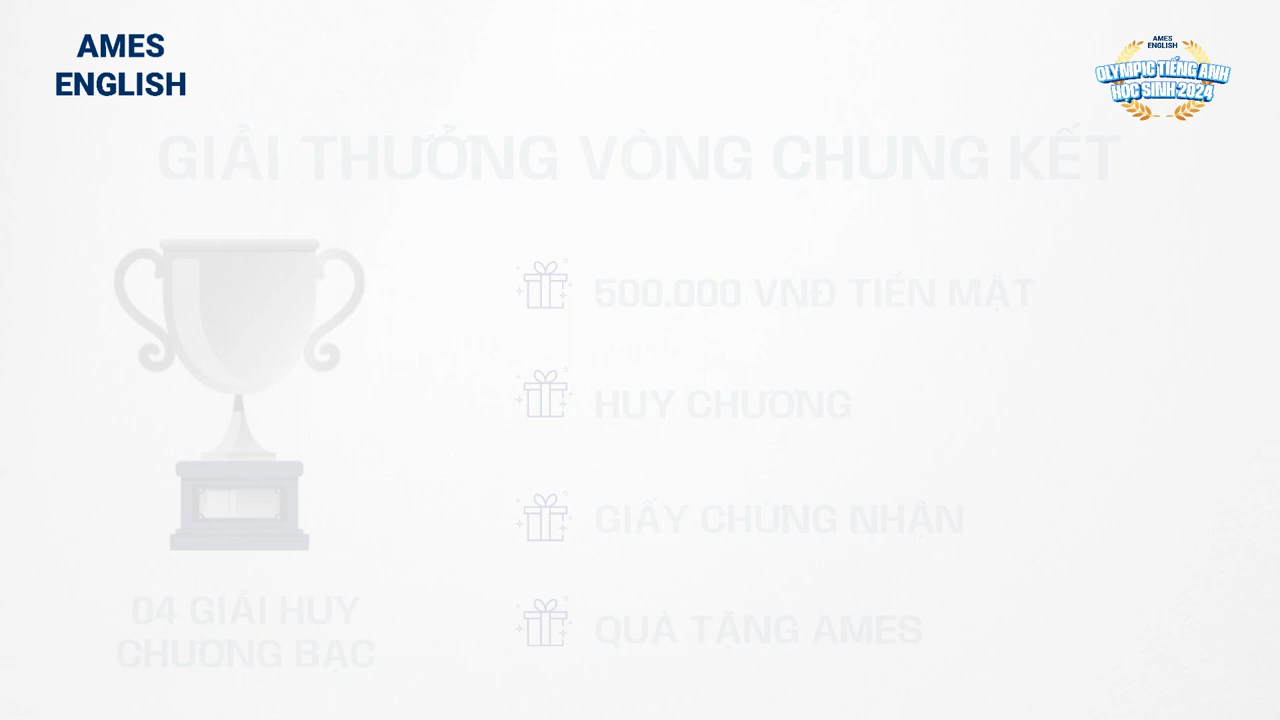 AMES
ENGLISH
AMES
ENGLISH
OLYMPIC TIẾNG ANH
HỌC SINH 2024
GIẢI THƯỞNG VÒNG CHUNG KẾT
500.000 VNĐ TIỀN MẶT
HUY CHƯƠNG
GIẤY CHỨNG NHẬN
QUÀ TẶNG AMES
04 GIẢI HUY
CHƯƠNG BẠC